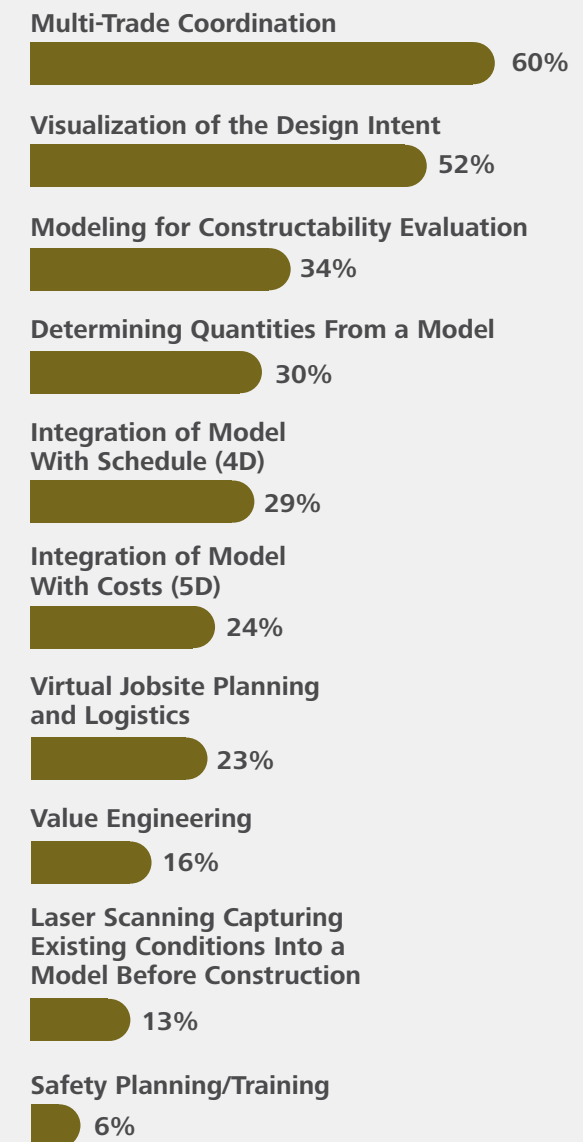 Multi-Trade Coordination
60%
Visualization of the Design Intent
52%
Modeling for Constructability Evaluation
34%
Determining Quantities From a Model
30%
Integration of Model
With Schedule (4D)
29%
Integration of Model
With Costs (5D)
24%
Virtual Jobsite Planning
and Logistics
23%
Value Engineering
16%
Laser Scanning Capturing
Existing Conditions Into a
Model Before Construction
13%
Safety Planning/Training
6%